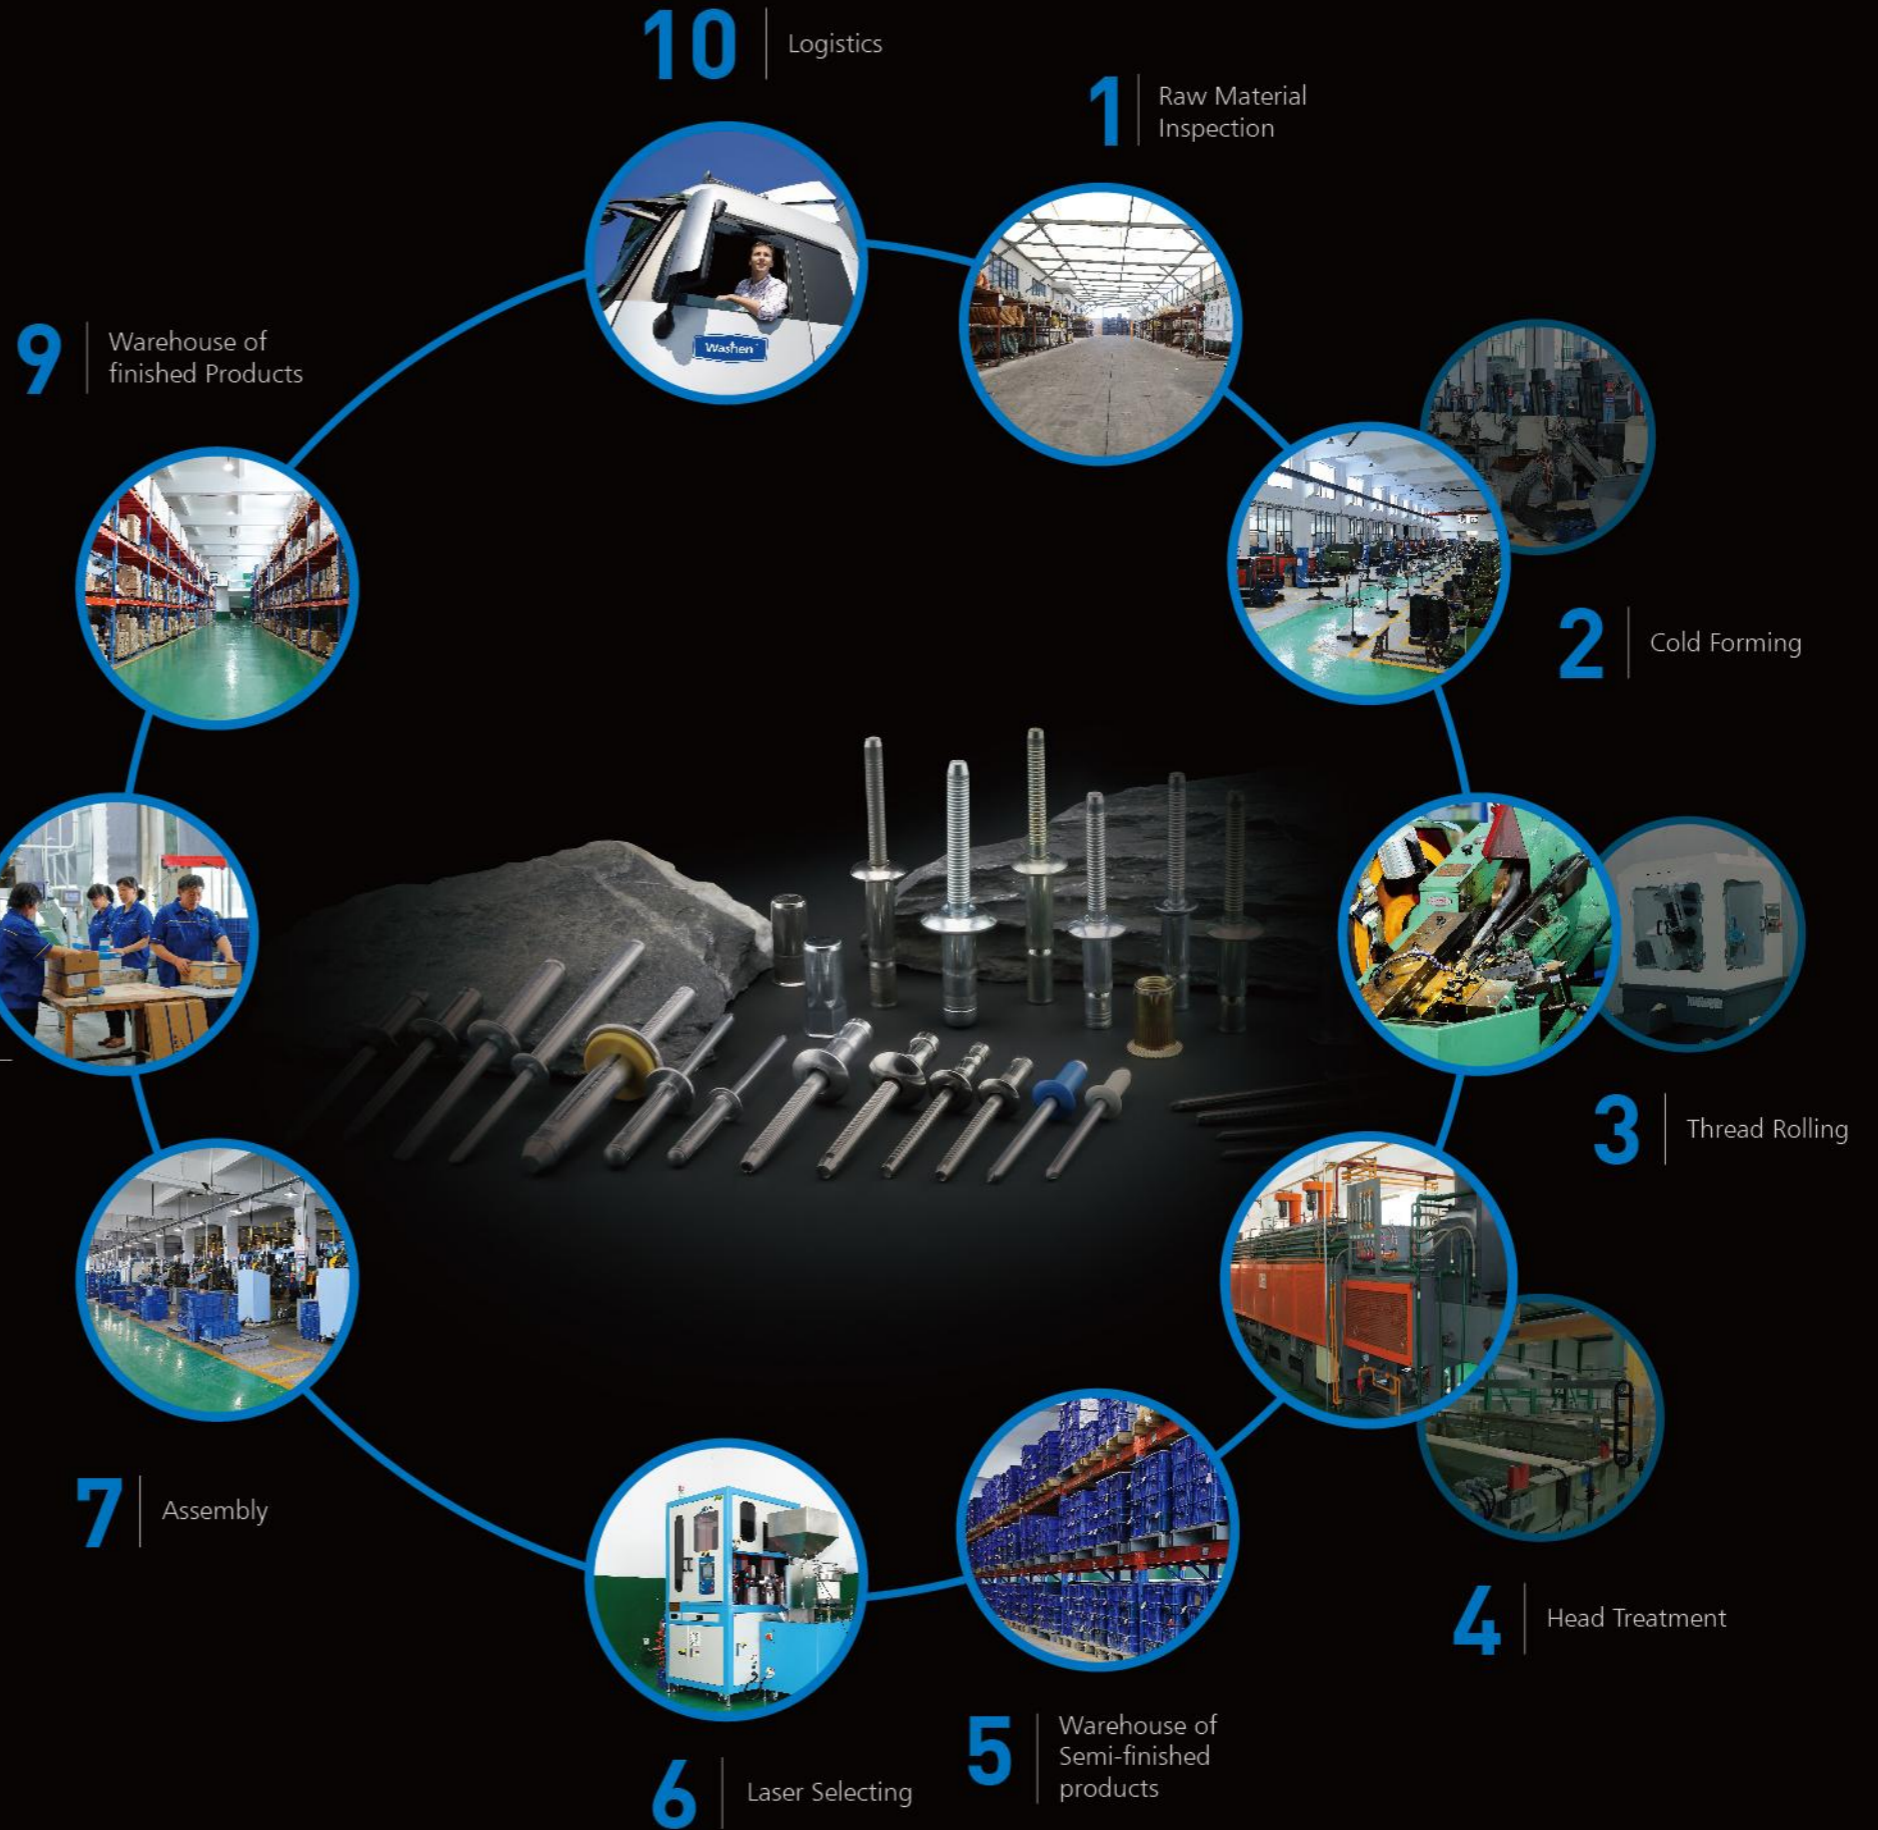 10
Logistics
1
Raw Material
Inspection
Washen
9
Warehouse of
finished Products
2
Cold Forming
3
Thread Rolling
4
Head Treatment
7
Assembly
5
Warehouse of
Semi-finished
products
6
Laser Selecting